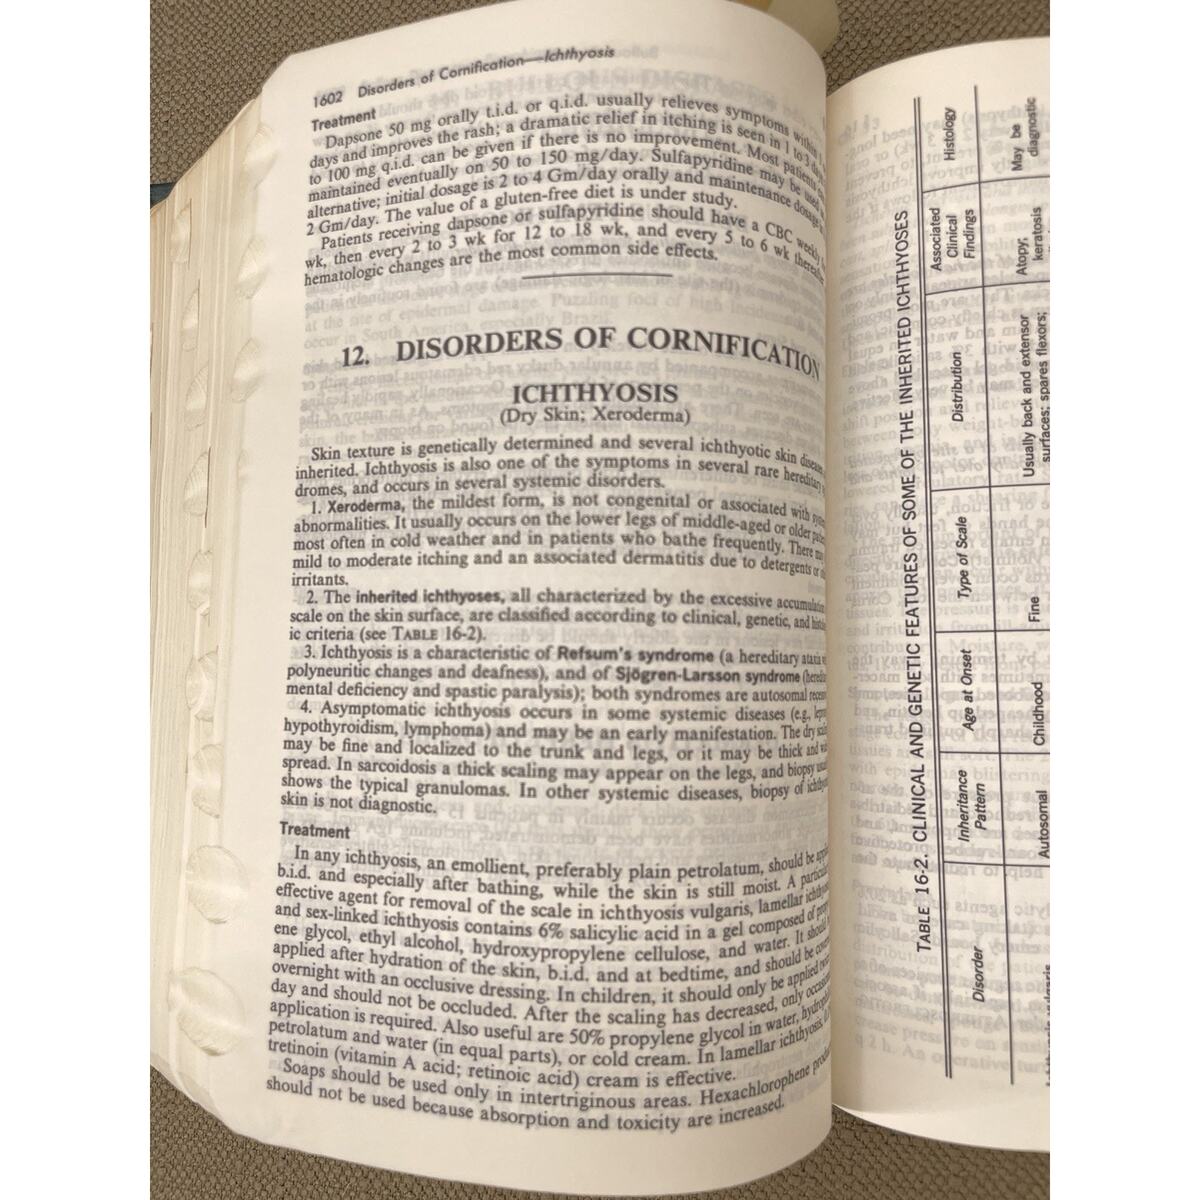 1602 Disorders of Cornification—Ichthyosis
Treatment
Dapsone 50 mg orally t.i.d. or q.i.d. usually relieves symptoms within
days and improves the rash; a dramatic relief in itching is seen in 1 to 3
to 100 mg q.i.d. can be given if there is no improvement. Most patients
maintained eventually on 50 to 150 mg/day. Sulfapyridine may be used
alternative; initial dosage is 2 to 4 Gm/day orally and maintenance dosage
2 Gm/day. The value of a gluten-free diet is under study.
Patients receiving dapsone or sulfapyridine should have a CBC weekly
wk, then every 2 to 3 wk for 12 to 18 wk, and every 5 to 6 wk thereafter
hematologic changes are the most common side effects.
12. DISORDERS OF CORNIFICATION
ICHTHYOSIS
(Dry Skin; Xeroderma)
Skin texture is genetically determined and several ichthyotic skin diseases
inherited. Ichthyosis is also one of the symptoms in several rare hereditary
dromes, and occurs in several systemic disorders.
1. Xeroderma, the mildest form, is not congenital or associated with
abnormalities. It usually occurs on the lower legs of middle-aged or older
most often in cold weather and in patients who bathe frequently. There may
mild to moderate itching and an associated dermatitis due to detergents or
irritants.
2. The inherited ichthyoses, all characterized by the excessive accumulation
scale on the skin surface, are classified according to clinical, genetic, and
ic criteria (see TABLE 16-2).
3. Ichthyosis is a characteristic of Refsum's syndrome (a hereditary ataxia
polyneuritic changes and deafness), and of Sjögren-Larsson syndrome
mental deficiency and spastic paralysis); both syndromes are autosomal
4. Asymptomatic ichthyosis occurs in some systemic diseases (e.g.,
hypothyroidism, lymphoma) and may be an early manifestation. The dry
may be fine and localized to the trunk and legs, or it may be thick and
spread. In sarcoidosis a thick scaling may appear on the legs, and biopsy
shows the typical granulomas. In other systemic diseases, biopsy of
skin is not diagnostic.
Treatment
In any ichthyosis, an emollient, preferably plain petrolatum, should be
b.i.d. and especially after bathing, while the skin is still moist. A
effective agent for removal of the scale in ichthyosis vulgaris, lamellar
and sex-linked ichthyosis contains 6% salicylic acid in a gel composed of
ene glycol, ethyl alcohol, hydroxypropylene cellulose, and water. It should
applied after hydration of the skin, b.i.d. and at bedtime, and should be
overnight with an occlusive dressing. In children, it should only be applied
day and should not be occluded. After the scaling has decreased, only
application is required. Also useful are 50% propylene glycol in water,
petrolatum and water (in equal parts), or cold cream. In lamellar ichthyosis,
tretinoin (vitamin A acid; retinoic acid) cream is effective.
Soaps should be used only in intertriginous areas. Hexachlorophene
should not be used because absorption and toxicity are increased.
TABLE 16-2. CLINICAL AND GENETIC FEATURES OF SOME OF THE INHERITED ICHTHYOSES
Disorder
Inheritance Pattern
Age at Onset
Type of Scale
Distribution
Associated Clinical Findings
Histology
Autosomal
Childhood
Fine
Usually back and extensor
surfaces; spares flexors;
Atopy,
keratosis
May be
diagnostic